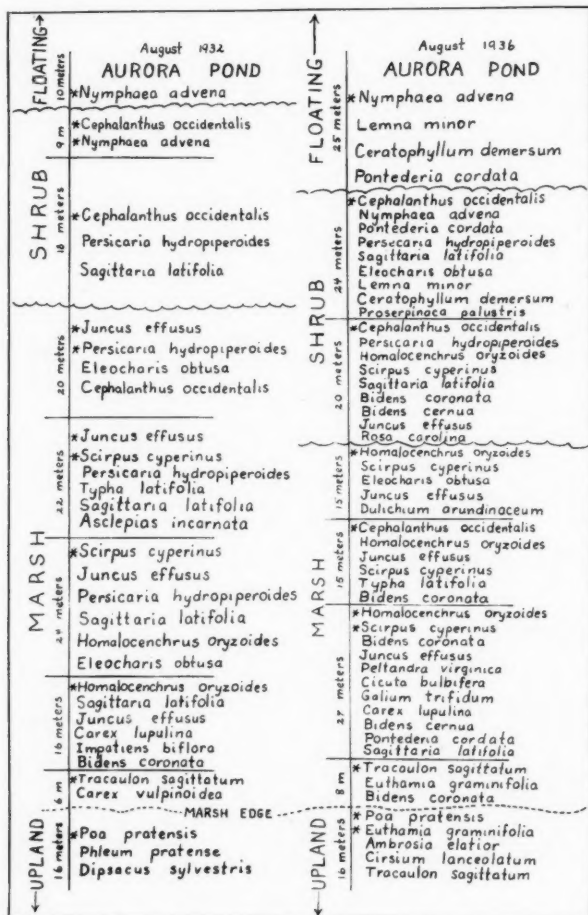 August 1932
AURORA POND
FLOATING
10 meters
*Nymphaea advena
SHRUB
9 m
*Cephalanthus occidentalis
*Nymphaea advena
18 meters
*Cephalanthus occidentalis
Persicaria hydropiperoides
Sagittaria latifolia
MARSH
20 meters
*Juncus effusus
*Persicaria hydropiperoides
Eleocharis obtusa
Cephalanthus occidentalis
22 meters
*Juncus effusus
*Scirpus cyperinus
Persicaria hydropiperoides
Typha latifolia
Sagittaria latifolia
Asclepias incarnata
24 meters
*Scirpus cyperinus
Juncus effusus
Persicaria hydropiperoides
Sagittaria latifolia
Homalocenchrus oryzoides
Eleocharis obtusa
16 meters
*Homalocenchrus oryzoides
Sagittaria latifolia
Juncus effusus
Carex lupulina
Impatiens biflora
Bidens coronata
6 m
*Tracaulon sagittatum
Carex vulpinoidea
MARSH EDGE
UPLAND
16 meters
*Poa pratensis
Phleum pratense
Dipsacus sylvestris
August 1936
AURORA POND
FLOATING
25 meters
*Nymphaea advena
Lemna minor
Ceratophyllum demersum
Pontederia cordata
SHRUB
24 meters
*Cephalanthus occidentalis
Nymphaea advena
Pontederia cordata
Persicaria hydropiperoides
Sagittaria latifolia
Eleocharis obtusa
Lemna minor
Ceratophyllum demersum
Proserpinaca palustris
20 meters
*Cephalanthus occidentalis
Persicaria hydropiperoides
Homalocenchrus oryzoides
Scirpus cyperinus
Sagittaria latifolia
Bidens coronata
Bidens cernua
Juncus effusus
Rosa carolina
MARSH
15 meters
*Homalocenchrus oryzoides
Scirpus cyperinus
Eleocharis obtusa
Juncus effusus
Dulichium arundinaceum
15 meters
*Cephalanthus occidentalis
Homalocenchrus oryzoides
Juncus effusus
Scirpus cyperinus
Typha latifolia
Bidens coronata
27 meters
*Homalocenchrus oryzoides
*Scirpus cyperinus
Bidens coronata
Juncus effusus
Peltandra virginica
Cicuta bulbifera
Galium trifidum
Carex lupulina
Bidens cernua
Pontederia cordata
Sagittaria latifolia
8 m
*Tracaulon sagittatum
Euthamia graminifolia
Bidens coronata
UPLAND
16 meters
*Poa pratensis
*Euthamia graminifolia
Ambrosia elatior
Cirsium lanceolatum
Tracaulon sagittatum